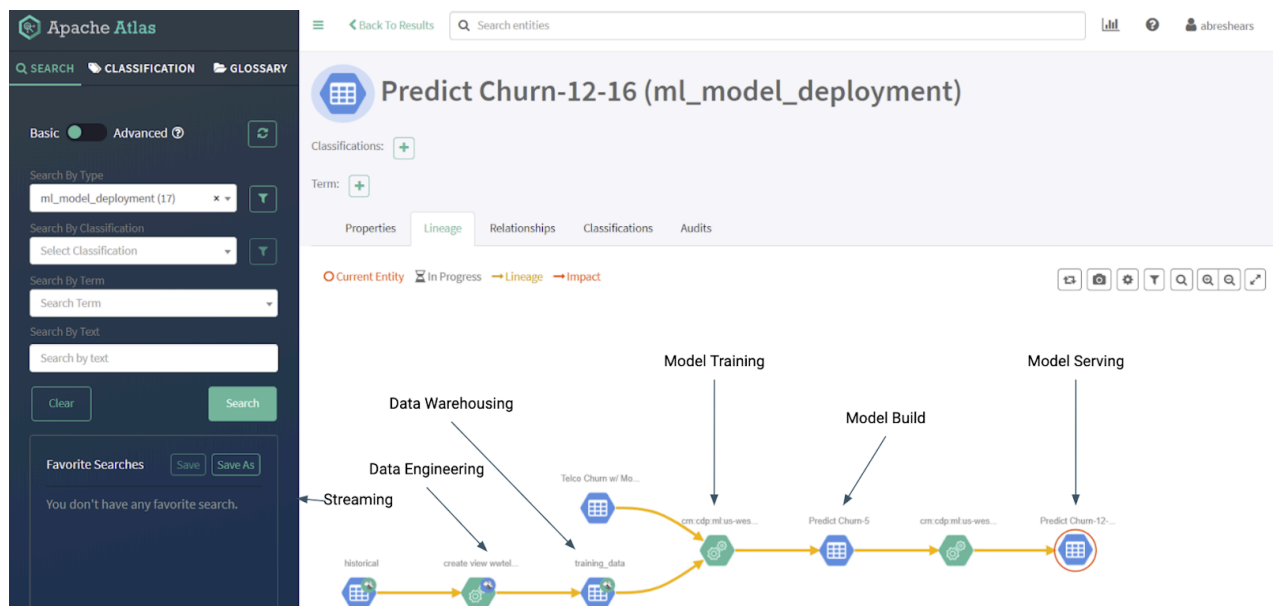 Apache Atlas
SEARCH CLASSIFICATION GLOSSARY
Basic Advanced
Search By Type
ml_model_deployment (17)
Search By Classification
Select Classification
Search By Term
Search Term
Search By Text
Search by text
Clear Search
Favorite Searches Save Save As
You don't have any favorite search.
Back To Results Search entities abreshears
Predict Churn-12-16 (ml_model_deployment)
Classifications:
Term:
Properties Lineage Relationships Classifications Audits
Current Entity In Progress Lineage Impact
Model Training Model Serving
Data Warehousing
Model Build
Data Engineering
Streaming
Telco Churn w/ Mo...
crn:cdp:ml:us-wes... Predict Churn-5 crn:cdp:ml:us-wes... Predict Churn-12-...
historical create view wwtel... training_data